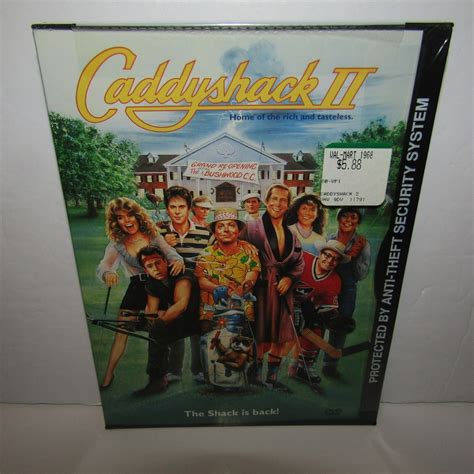 Caddyshack II
Home of the rich and tasteless.
WAL-MART 1968
$5.88
CADDYSHACK 2
GRAND RE-OPENING
BUSHWOOD C.C.
The Shack is back!
DVD
PROTECTED BY ANTI-THEFT SECURITY SYSTEM